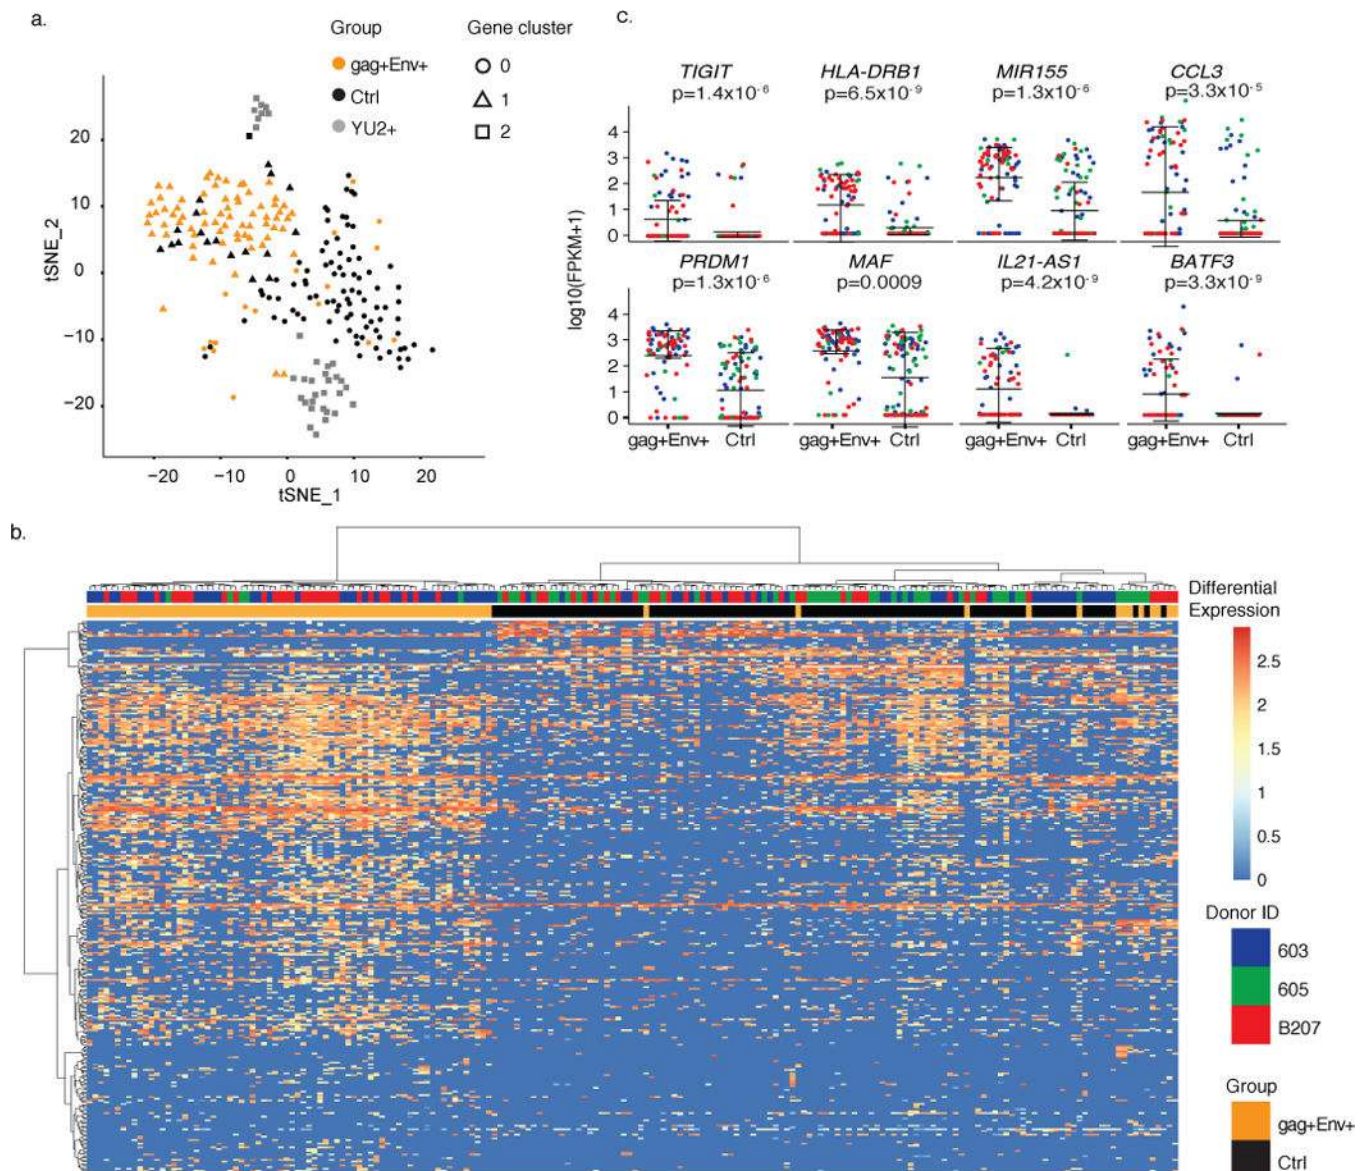 a.
Group
Gene cluster
gag+Env+
0
Ctrl
1
YU2+
2
20
10
0
−10
−20
tSNE_2
−20
−10
0
10
20
tSNE_1
c.
TIGIT
p=1.4x10⁻⁶
HLA-DRB1
p=6.5x10⁻⁹
MIR155
p=1.3x10⁻⁶
CCL3
p=3.3x10⁻⁵
4
3
2
1
0
log10(FPKM+1)
PRDM1
p=1.3x10⁻⁶
MAF
p=0.0009
IL21-AS1
p=4.2x10⁻⁹
BATF3
p=3.3x10⁻⁹
4
3
2
1
0
gag+Env+
Ctrl
gag+Env+
Ctrl
gag+Env+
Ctrl
gag+Env+
Ctrl
b.
Differential
Expression
2.5
2
1.5
1
0.5
0
Donor ID
603
605
B207
Group
gag+Env+
Ctrl